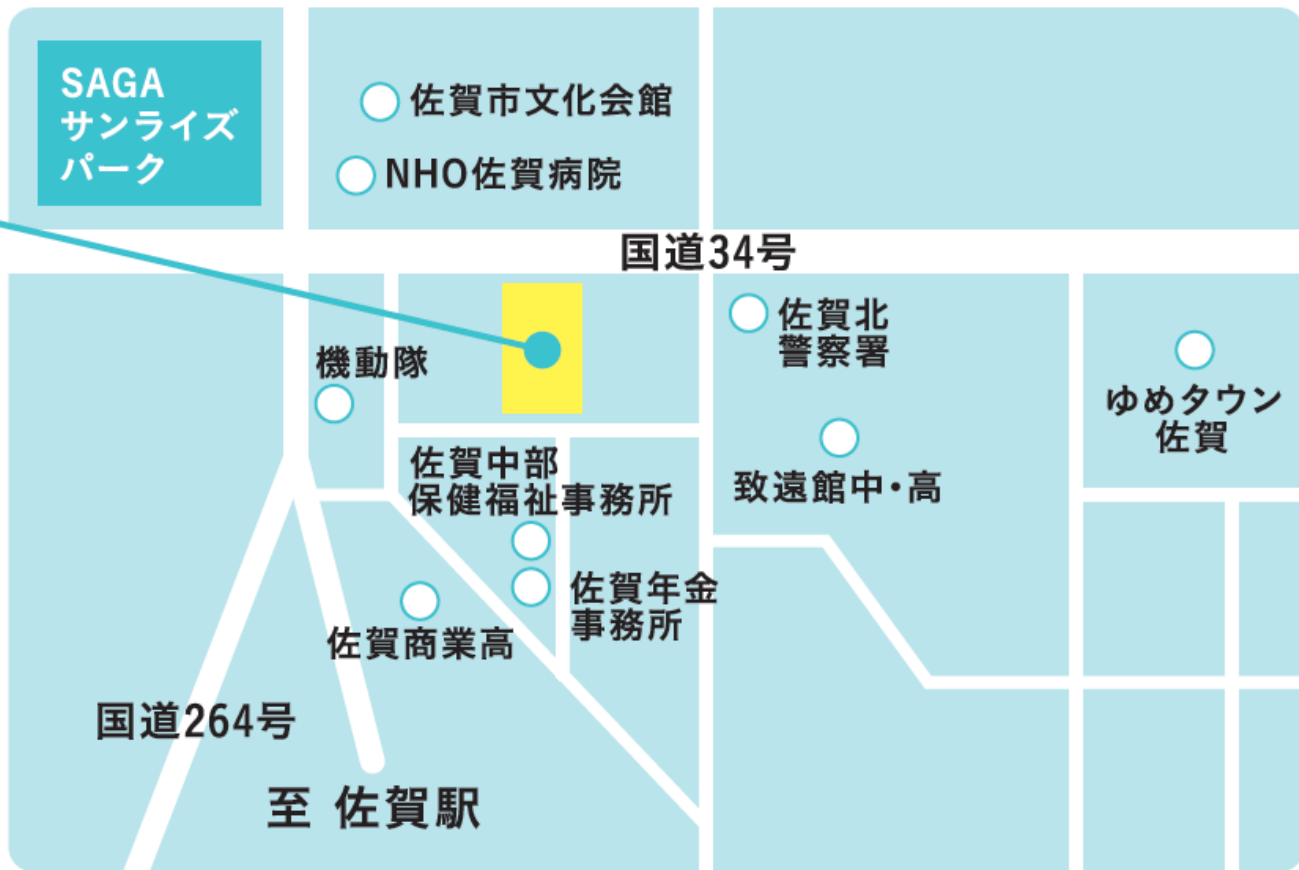 SAGA
サンライズ
パーク
佐賀市文化会館
NHO佐賀病院
国道34号
佐賀北
警察署
機動隊
ゆめタウン
佐賀
佐賀中部
保健福祉事務所
致遠館中・高
佐賀年金
事務所
佐賀商業高
国道264号
至 佐賀駅